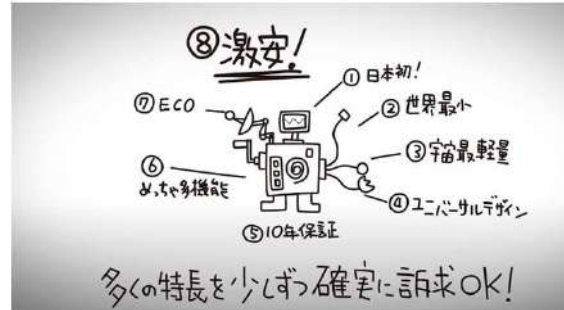 ⑧激安!
①日本初!
⑦ECO
②世界最小
③宇宙最軽量
⑥めっちゃ多機能
④ユニバーサルデザイン
⑤10年保証
多くの特長を少しずつ確実に訴求OK!